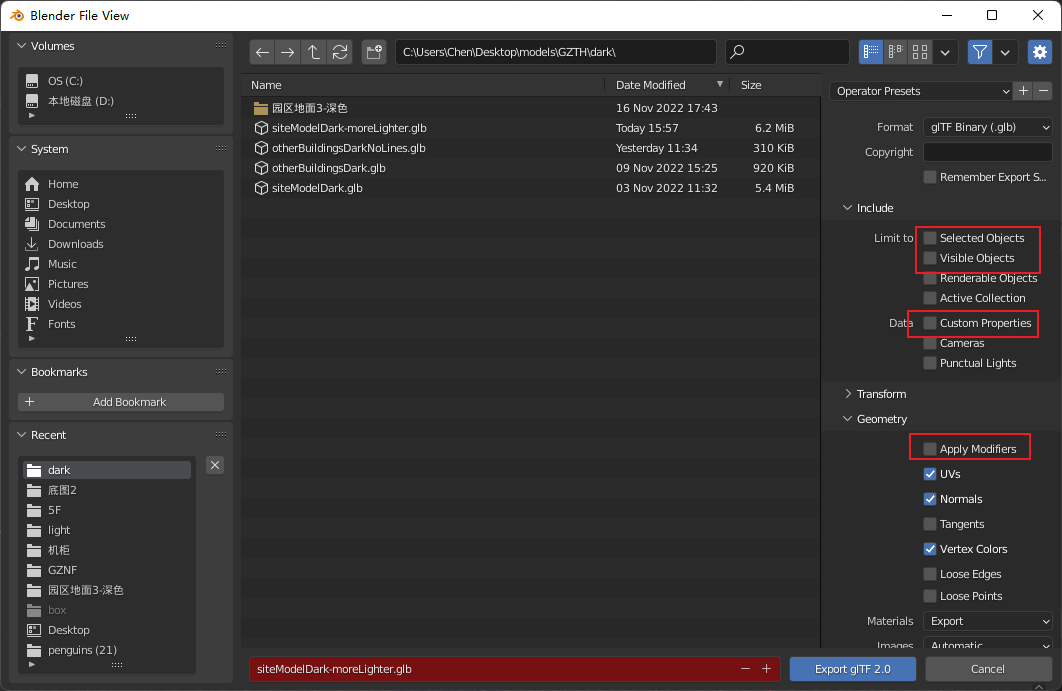 Blender File View
Volumes
OS (C:)
本地磁盘 (D:)
System
Home
Desktop
Documents
Downloads
Music
Pictures
Videos
Fonts
Bookmarks
Add Bookmark
Recent
dark
底图2
5F
light
机柜
GZNF
园区地面3-深色
box
Desktop
penguins (21)
C:\Users\Chen\Desktop\models\GZTH\dark\
Name Date Modified Size
园区地面3-深色 16 Nov 2022 17:43
siteModelDark-moreLighter.glb Today 15:57 6.2 MiB
otherBuildingsDarkNoLines.glb Yesterday 11:34 310 KiB
otherBuildingsDark.glb 09 Nov 2022 15:25 920 KiB
siteModelDark.glb 03 Nov 2022 11:32 5.4 MiB
siteModelDark-moreLighter.glb
Operator Presets
Format glTF Binary (.glb)
Copyright
Remember Export S...
Include
Limit to Selected Objects
Visible Objects
Renderable Objects
Active Collection
Data Custom Properties
Cameras
Punctual Lights
Transform
Geometry
Apply Modifiers
UVs
Normals
Tangents
Vertex Colors
Loose Edges
Loose Points
Materials Export
Images Automatic
Export glTF 2.0 Cancel